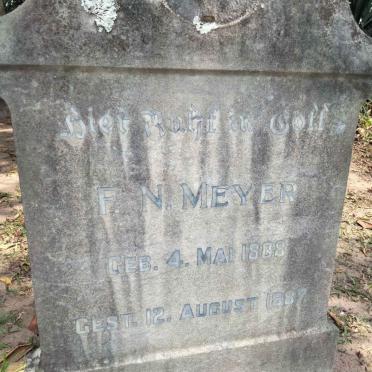 Hier Ruht in Gott
F. N. MEYER
GEB. 4. MAI
GEST. 12. AUGUST